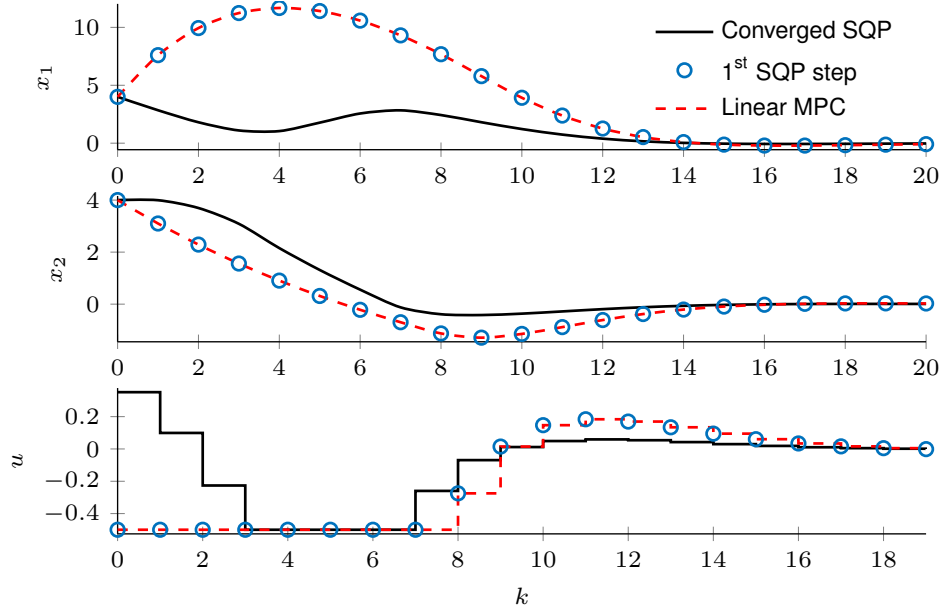 10
5
0
x₁
Converged SQP
1ˢᵗ SQP step
Linear MPC
0 2 4 6 8 10 12 14 16 18 20
4
2
0
x₂
0 2 4 6 8 10 12 14 16 18 20
0.2
0
−0.2
−0.4
u
0 2 4 6 8 10 12 14 16 18
k